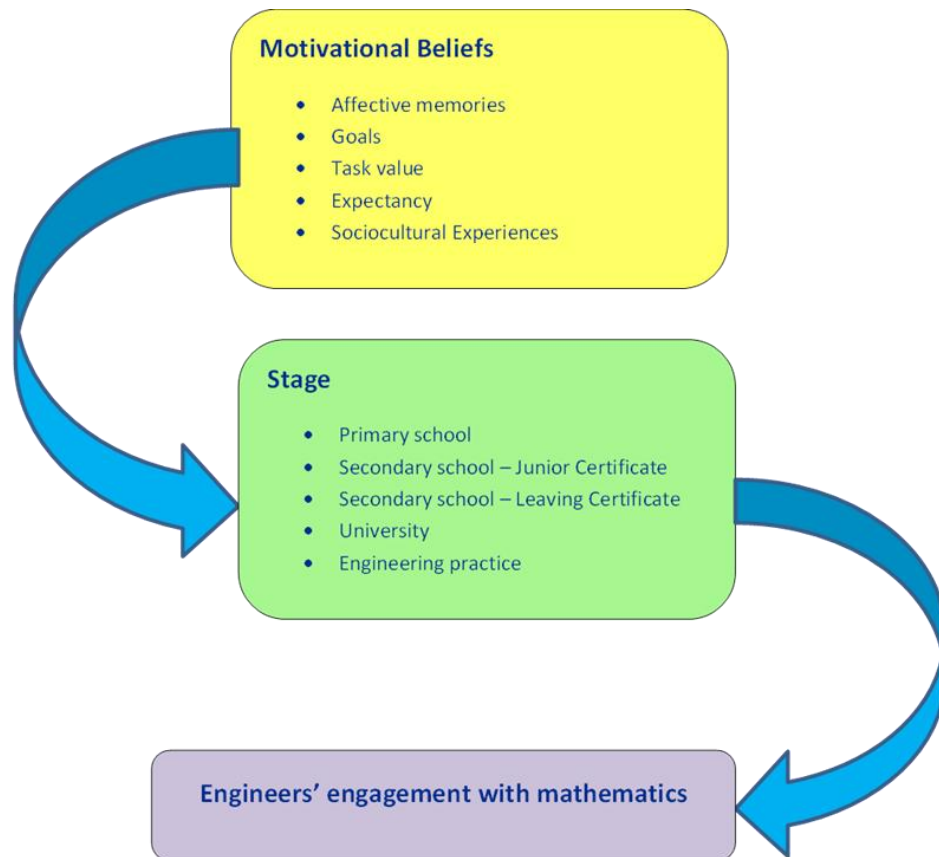 Motivational Beliefs
• Affective memories
• Goals
• Task value
• Expectancy
• Sociocultural Experiences
Stage
• Primary school
• Secondary school – Junior Certificate
• Secondary school – Leaving Certificate
• University
• Engineering practice
Engineers’ engagement with mathematics